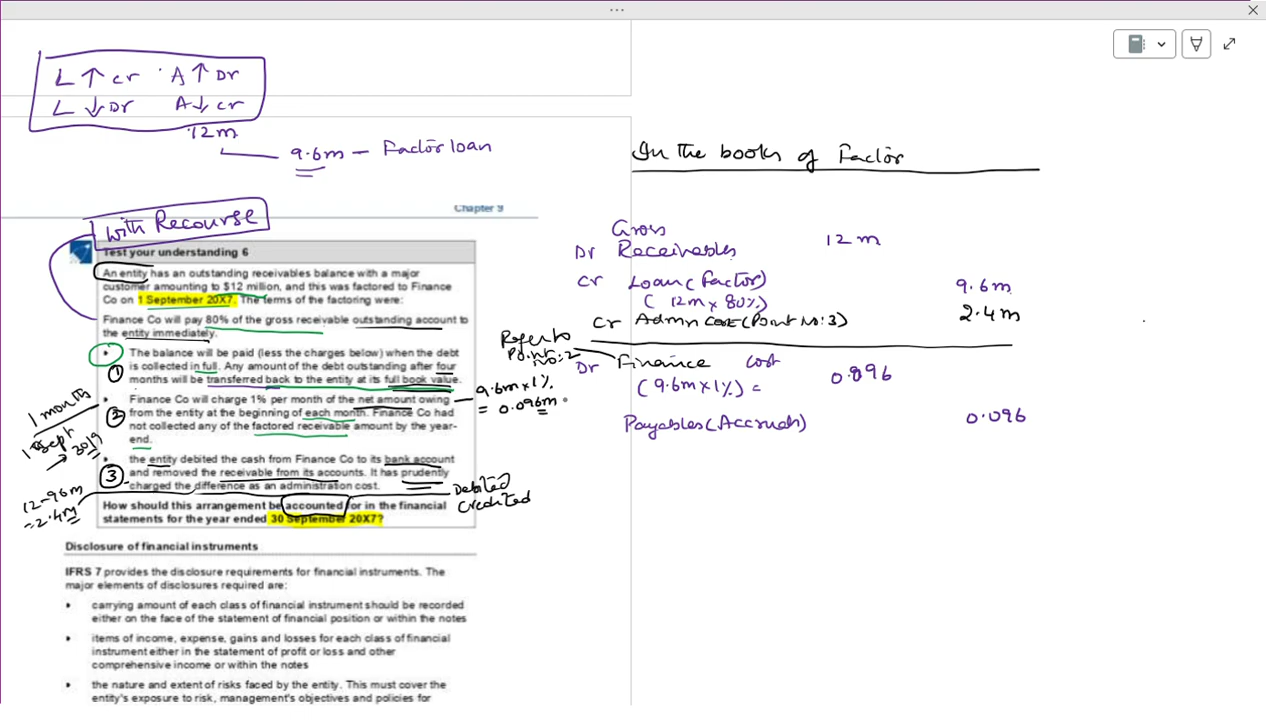 L ↑ cr A ↑ Dr
L ↓ Dr A ↓ cr
12m
9.6m - Factor loan
Chapter 9
with Recourse
Test your understanding 6
An entity has an outstanding receivables balance with a major
customer amounting to $12 million, and this was factored to Finance
Co on 1 September 20X7. The terms of the factoring were:
Finance Co will pay 80% of the gross receivable outstanding account to
the entity immediately.
• The balance will be paid (less the charges below) when the debt
is collected in full. Any amount of the debt outstanding after four
months will be transferred back to the entity at its full book value.
• Finance Co will charge 1% per month of the net amount owing
from the entity at the beginning of each month. Finance Co had
not collected any of the factored receivable amount by the year-
end.
• the entity debited the cash from Finance Co to its bank account
and removed the receivable from its accounts. It has prudently
charged the difference as an administration cost.
How should this arrangement be accounted for in the financial
statements for the year ended 30 September 20X7?
1
2
3
1 months
1 sept
→ 30/9
12-96m
=2.4m
9.6m x 1%
= 0.096m
Debited
Credited
Disclosure of financial instruments
IFRS 7 provides the disclosure requirements for financial instruments. The
major elements of disclosures required are:
• carrying amount of each class of financial instrument should be recorded
either on the face of the statement of financial position or within the notes
• items of income, expense, gains and losses for each class of financial
instrument either in the statement of profit or loss and other
comprehensive income or within the notes
• the nature and extent of risks faced by the entity. This must cover the
entity's exposure to risk, management's objectives and policies for
In the books of Factor
Gross
Dr Receivables 12 m
cr Loan (Factor) 9.6m
(12m x 80%)
cr Admn cost (Point No:3) 2.4m
Refer to
Point No:2
Dr Finance cost 0.096
(9.6m x 1%) =
Payables (Accruals) 0.096